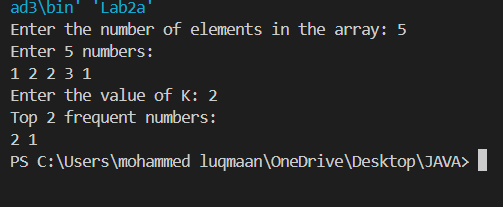 ad3\bin' 'Lab2a'
Enter the number of elements in the array: 5
Enter 5 numbers:
1 2 2 3 1
Enter the value of K: 2
Top 2 frequent numbers:
2 1
PS C:\Users\mohammed luqmaan\OneDrive\Desktop\JAVA>